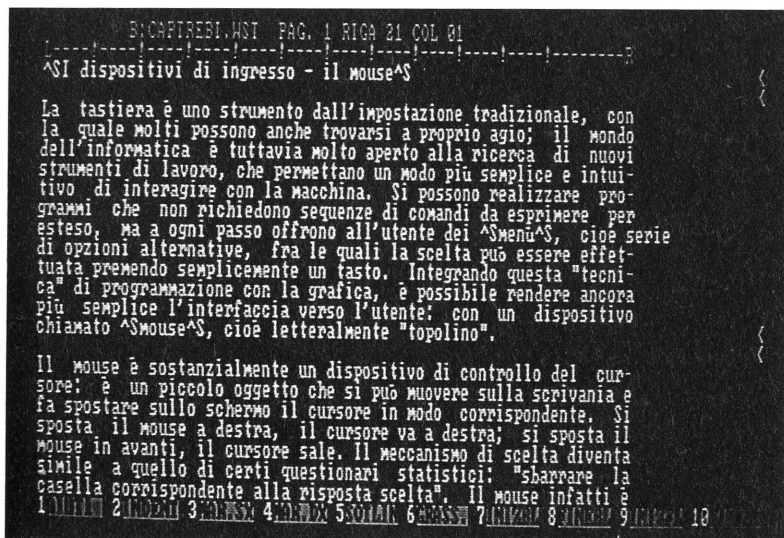 B:CAPTREBI.WST PAG. 1 RIGA 21 COL 01
L----!----!----!----!----!----!----!----!----!----!----------R
^SI dispositivi di ingresso - il mouse^S <
<
La tastiera è uno strumento dall'impostazione tradizionale, con
la quale molti possono anche trovarsi a proprio agio; il mondo
dell'informatica è tuttavia molto aperto alla ricerca di nuovi
strumenti di lavoro, che permettano un modo più semplice e intui-
tivo di interagire con la macchina. Si possono realizzare pro-
grammi che non richiedono sequenze di comandi da esprimere per
esteso, ma a ogni passo offrono all'utente dei ^Smenù^S, cioè serie
di opzioni alternative, fra le quali la scelta può essere effet-
tuata premendo semplicemente un tasto. Integrando questa "tecni-
ca" di programmazione con la grafica, è possibile rendere ancora
più semplice l'interfaccia verso l'utente: con un dispositivo
chiamato ^Smouse^S, cioè letteralmente "topolino". <
<
Il mouse è sostanzialmente un dispositivo di controllo del cur-
sore: è un piccolo oggetto che si può muovere sulla scrivania e
fa spostare sullo schermo il cursore in modo corrispondente. Si
sposta il mouse a destra, il cursore va a destra; si sposta il
mouse in avanti, il cursore sale. Il meccanismo di scelta diventa
simile a quello di certi questionari statistici: "sbarrare la
casella corrispondente alla risposta scelta". Il mouse infatti è
1AIUTI 2INDENT 3MAR SX 4MAR DX 5SOTLIN 6GRASS. 7 8 9 10